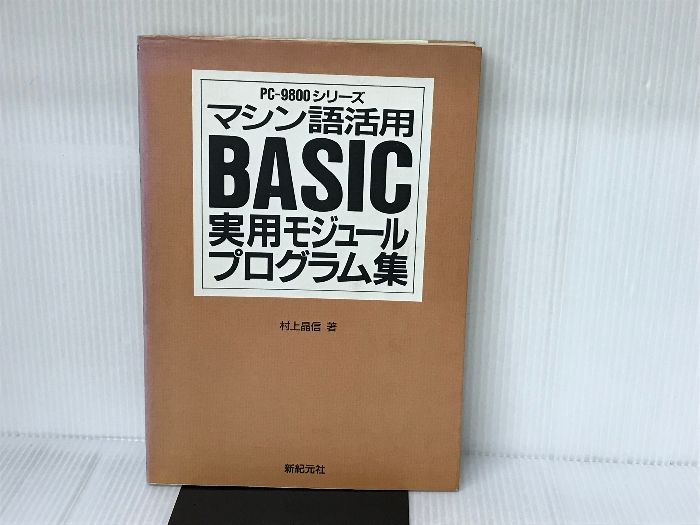 PC-9800シリーズ
マシン語活用
BASIC
実用モジュール
プログラム集
村上晶信 著
新紀元社